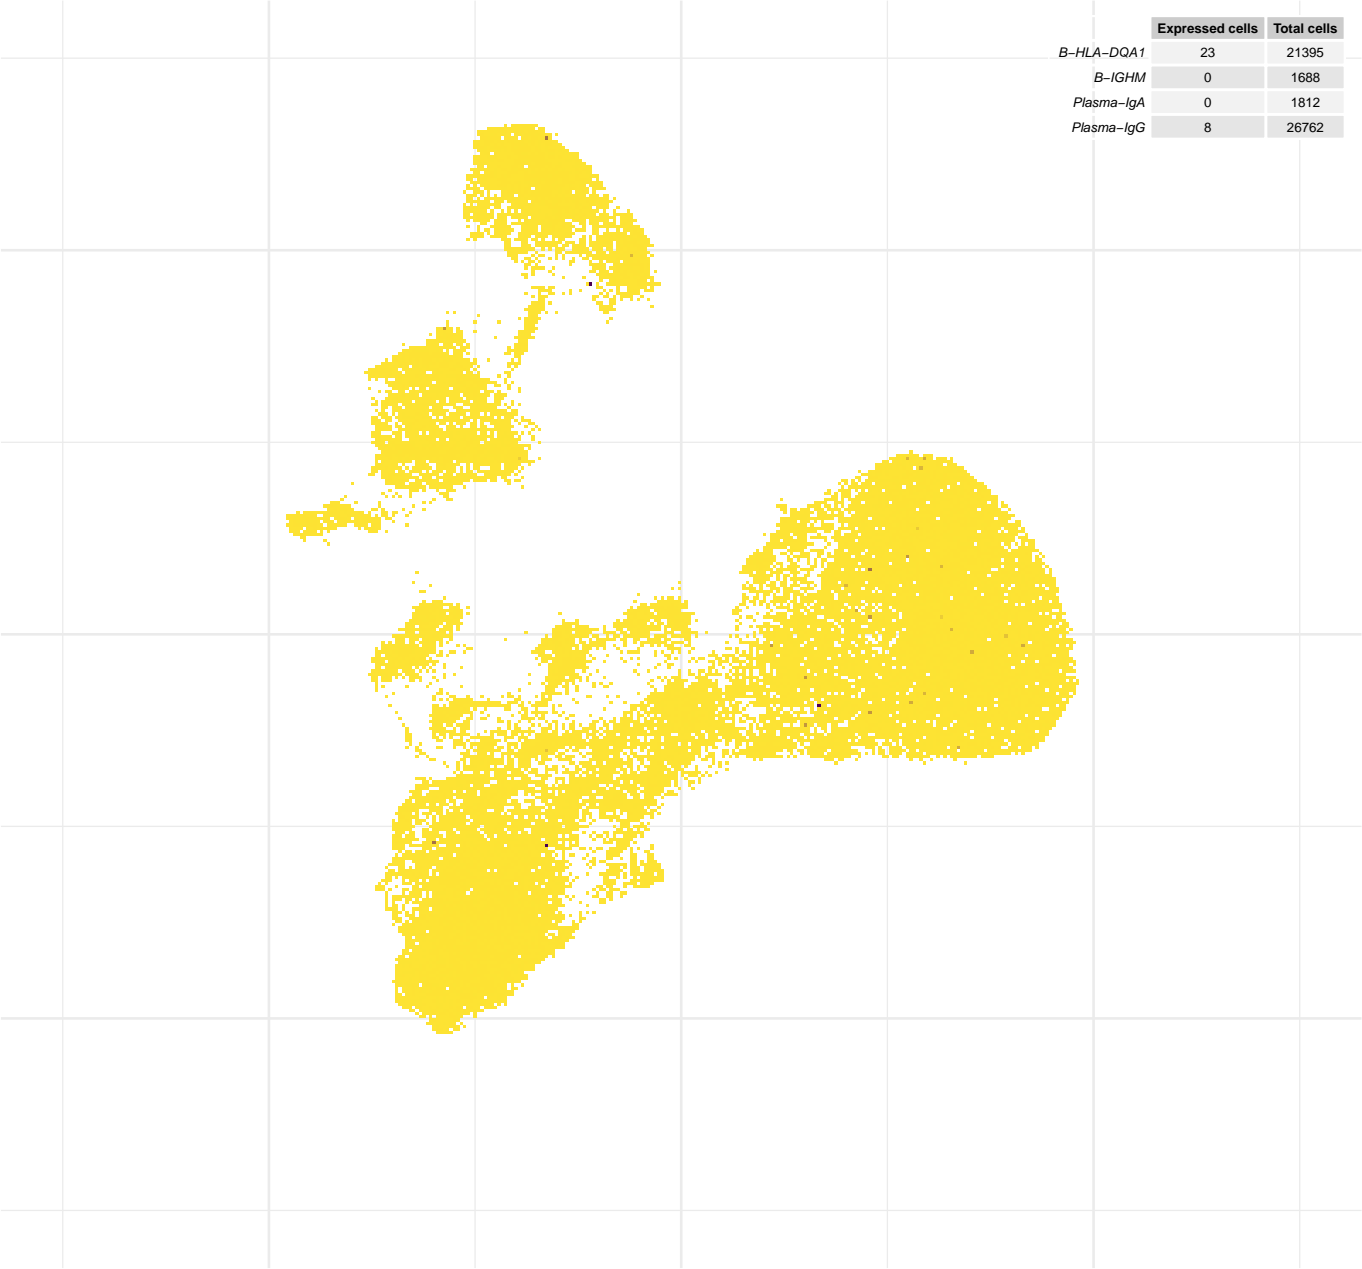 Expressed cells Total cells
B−HLA−DQA1 23 21395
B−IGHM 0 1688
Plasma−IgA 0 1812
Plasma−IgG 8 26762